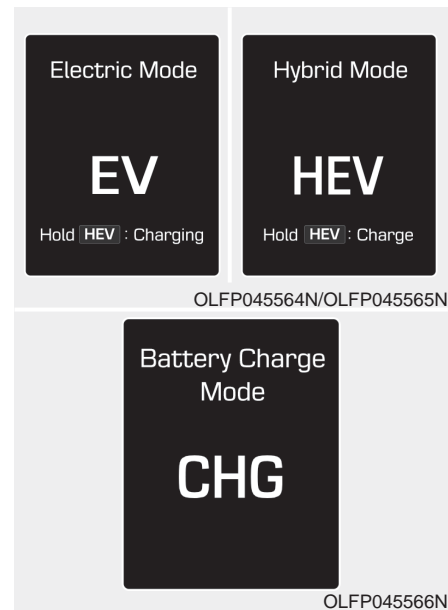 Electric Mode
EV
Hold HEV : Charging
Hybrid Mode
HEV
Hold HEV : Charge
OLFP045564N/OLFP045565N
Battery Charge
Mode
CHG
OLFP045566N